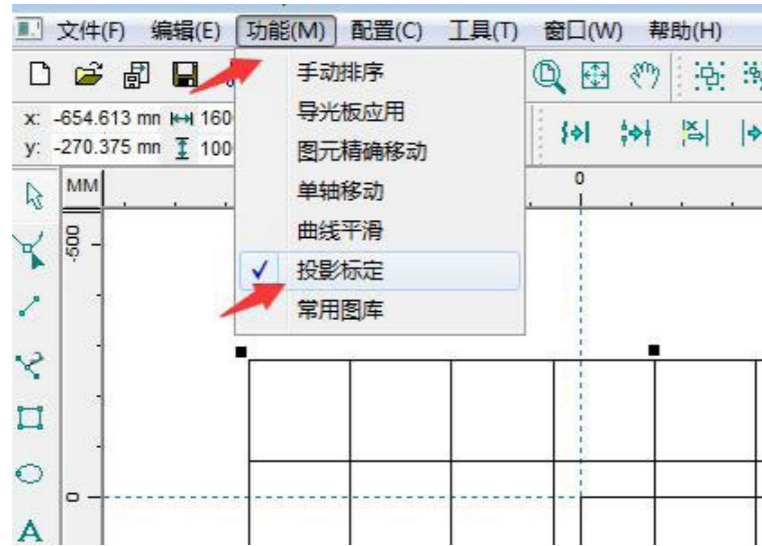 文件(F) 编辑(E) 功能(M) 配置(C) 工具(T) 窗口(W) 帮助(H)
手动排序
x: -654.613 mm 160
导光板应用
y: -270.375 mm 100
图元精确移动
MM
单轴移动
0
曲线平滑
-500
投影标定
常用图库
0
A